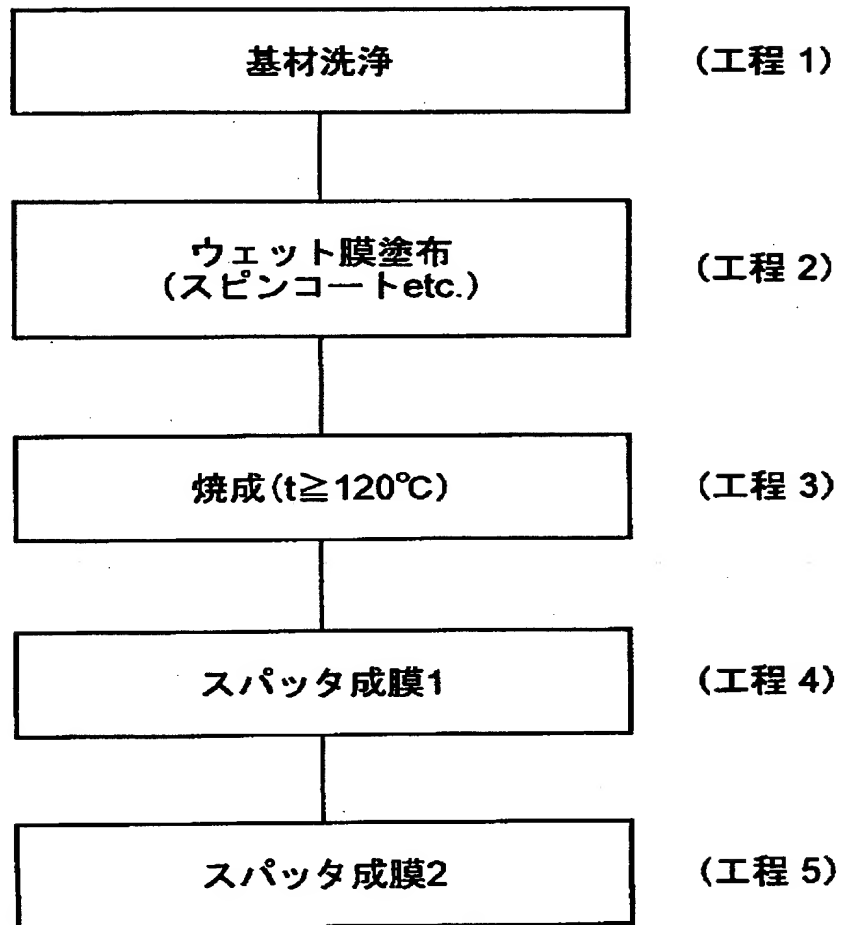 基材洗浄 (工程 1)
ウェット膜塗布
(スピンコートetc.) (工程 2)
焼成(t≧120℃) (工程 3)
スパッタ成膜1 (工程 4)
スパッタ成膜2 (工程 5)